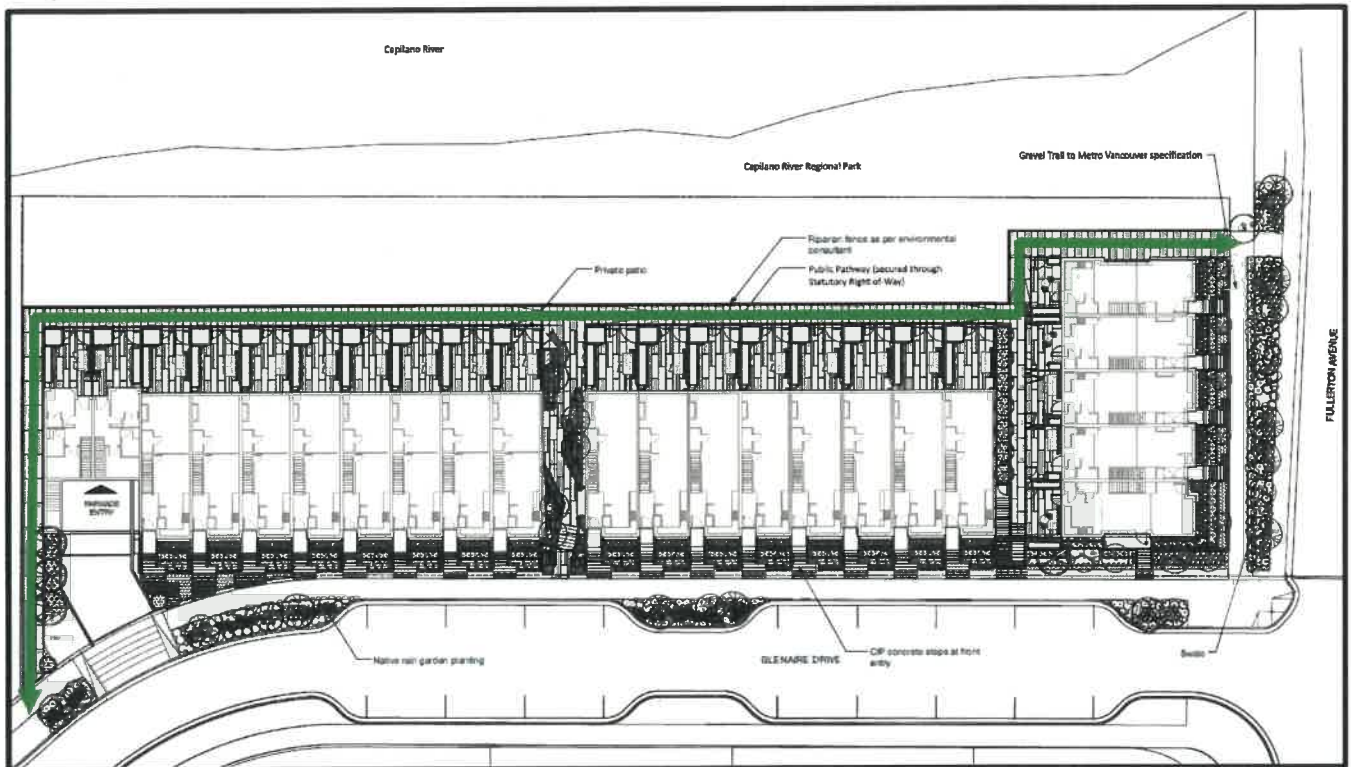 Capilano River
Capilano River Regional Park
Gravel Trail to Metro Vancouver specification
Riparian fence as per environmental
consultant
Private patio
Public Pathway (secured through
Statutory Right-of-Way)
FULLERTON AVENUE
PARKADE
ENTRY
Native rain garden planting
GLENAIRE DRIVE
CIP concrete steps at front
entry
Swale